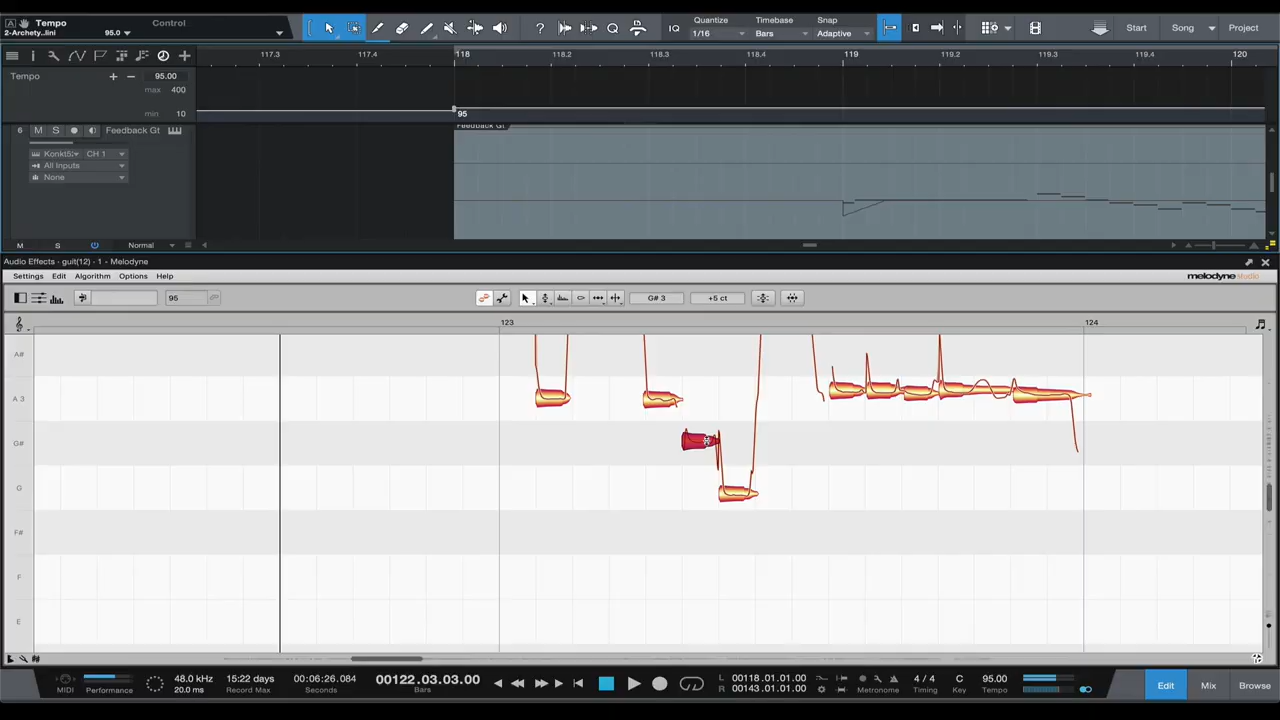 Tempo Control Quantize Timebase Snap
2-Archety..lini 95.0 ? IQ 1/16 Bars Adaptive Start Song Project
117.3 117.4 118 118.2 118.3 118.4 119 119.2 119.3 120
Tempo + − 95.00
max 400
min 10
95
6 M S Feedback Gt
Feedback Gt
Konkt5: CH 1
All Inputs
None
M S Normal
Audio Effects - guit(12) - 1 - Melodyne
Settings Edit Algorithm Options Help melodyne studio
95 G# 3 +5 ct
123 124
A#
A 3
G#
G
F#
F
E
MIDI Performance 48.0 kHz 20.0 ms 15:22 days Record Max 00:06:26.084 Seconds 00122.03.03.00 Bars L 00118.01.01.00 R 00143.01.01.00 Metronome Timing 4 / 4 C Key 95.00 Tempo Edit Mix Browse